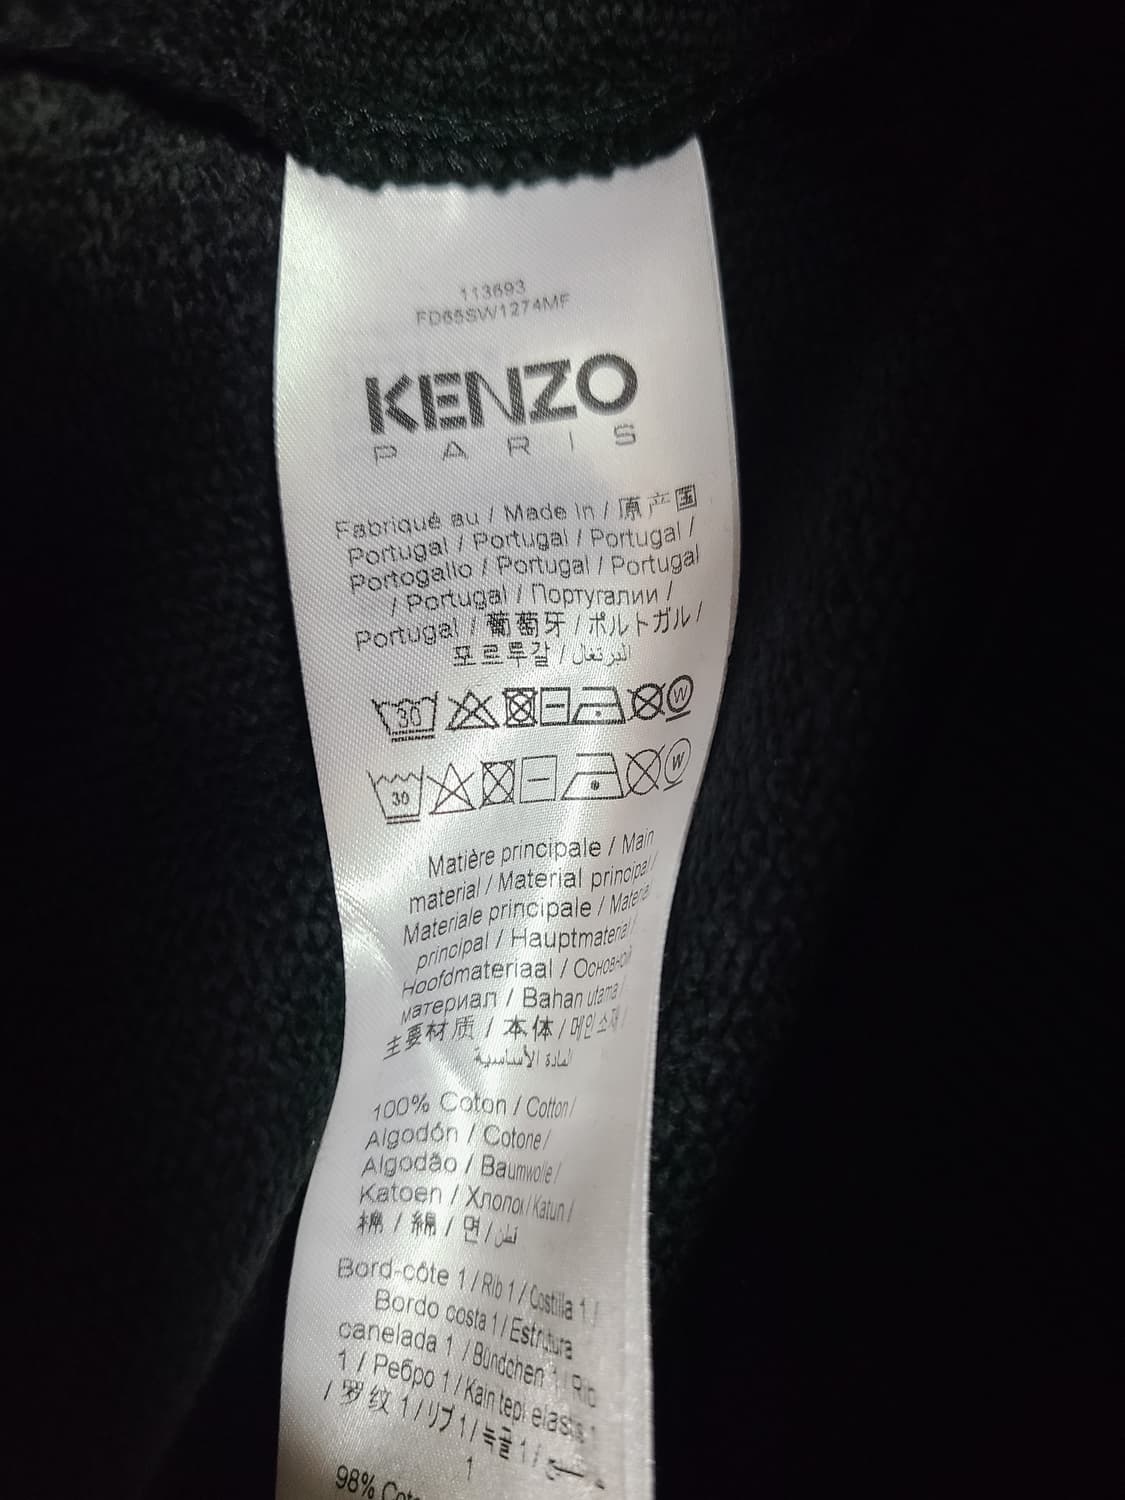 113693
FD65SW1274MF
KENZO
PARIS
Fabriqué au / Made In / 原产国
Portugal / Portugal / Portugal /
Portogallo / Portugal / Portugal
/ Portugal / Португалии /
Portugal / 葡萄牙 / ポルトガル /
포르투갈 / البرتغال
30
W
30
W
Matière principale / Main
material / Material principal
Materiale principale /
principal / Hauptmaterial
Hoofdmateriaal /
материал / Bahan utama /
主要材质 / 本体 / 메인소재 /
المادة الأساسية
100% Coton / Cotton /
Algodón / Cotone /
Algodão / Baumwolle /
Katoen / Хлопок / Katun /
棉 / 綿 / 면 / قطن
Bord-côte 1 / Rib 1 / Costilla 1 /
Bordo costa 1 / Estrutura
canelada 1 / Bündchen 1 / Rib
1 / Ребро 1 / Kain tepi elastis 1
/ 罗纹 1 / リブ 1 / 1 /
1
98%